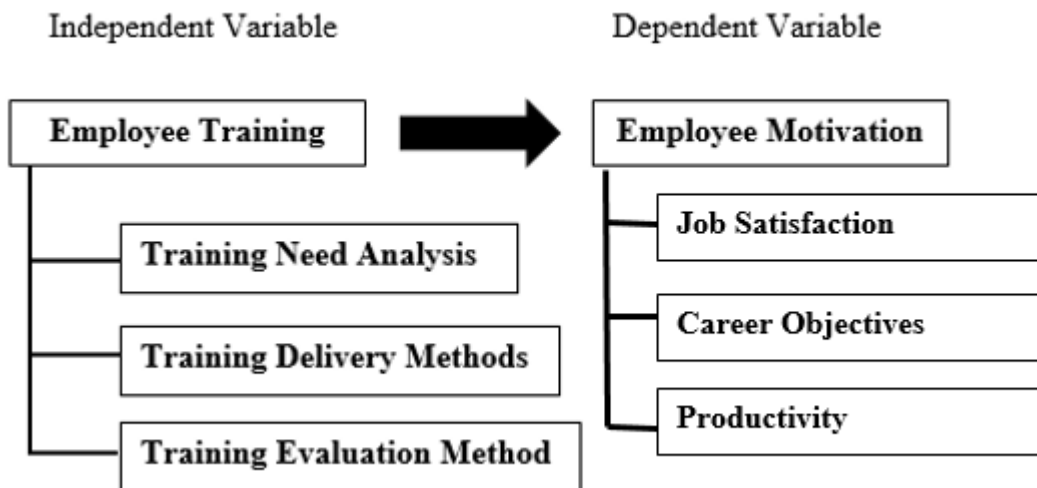 Independent Variable
Dependent Variable
Employee Training
Employee Motivation
Training Need Analysis
Training Delivery Methods
Training Evaluation Method
Job Satisfaction
Career Objectives
Productivity